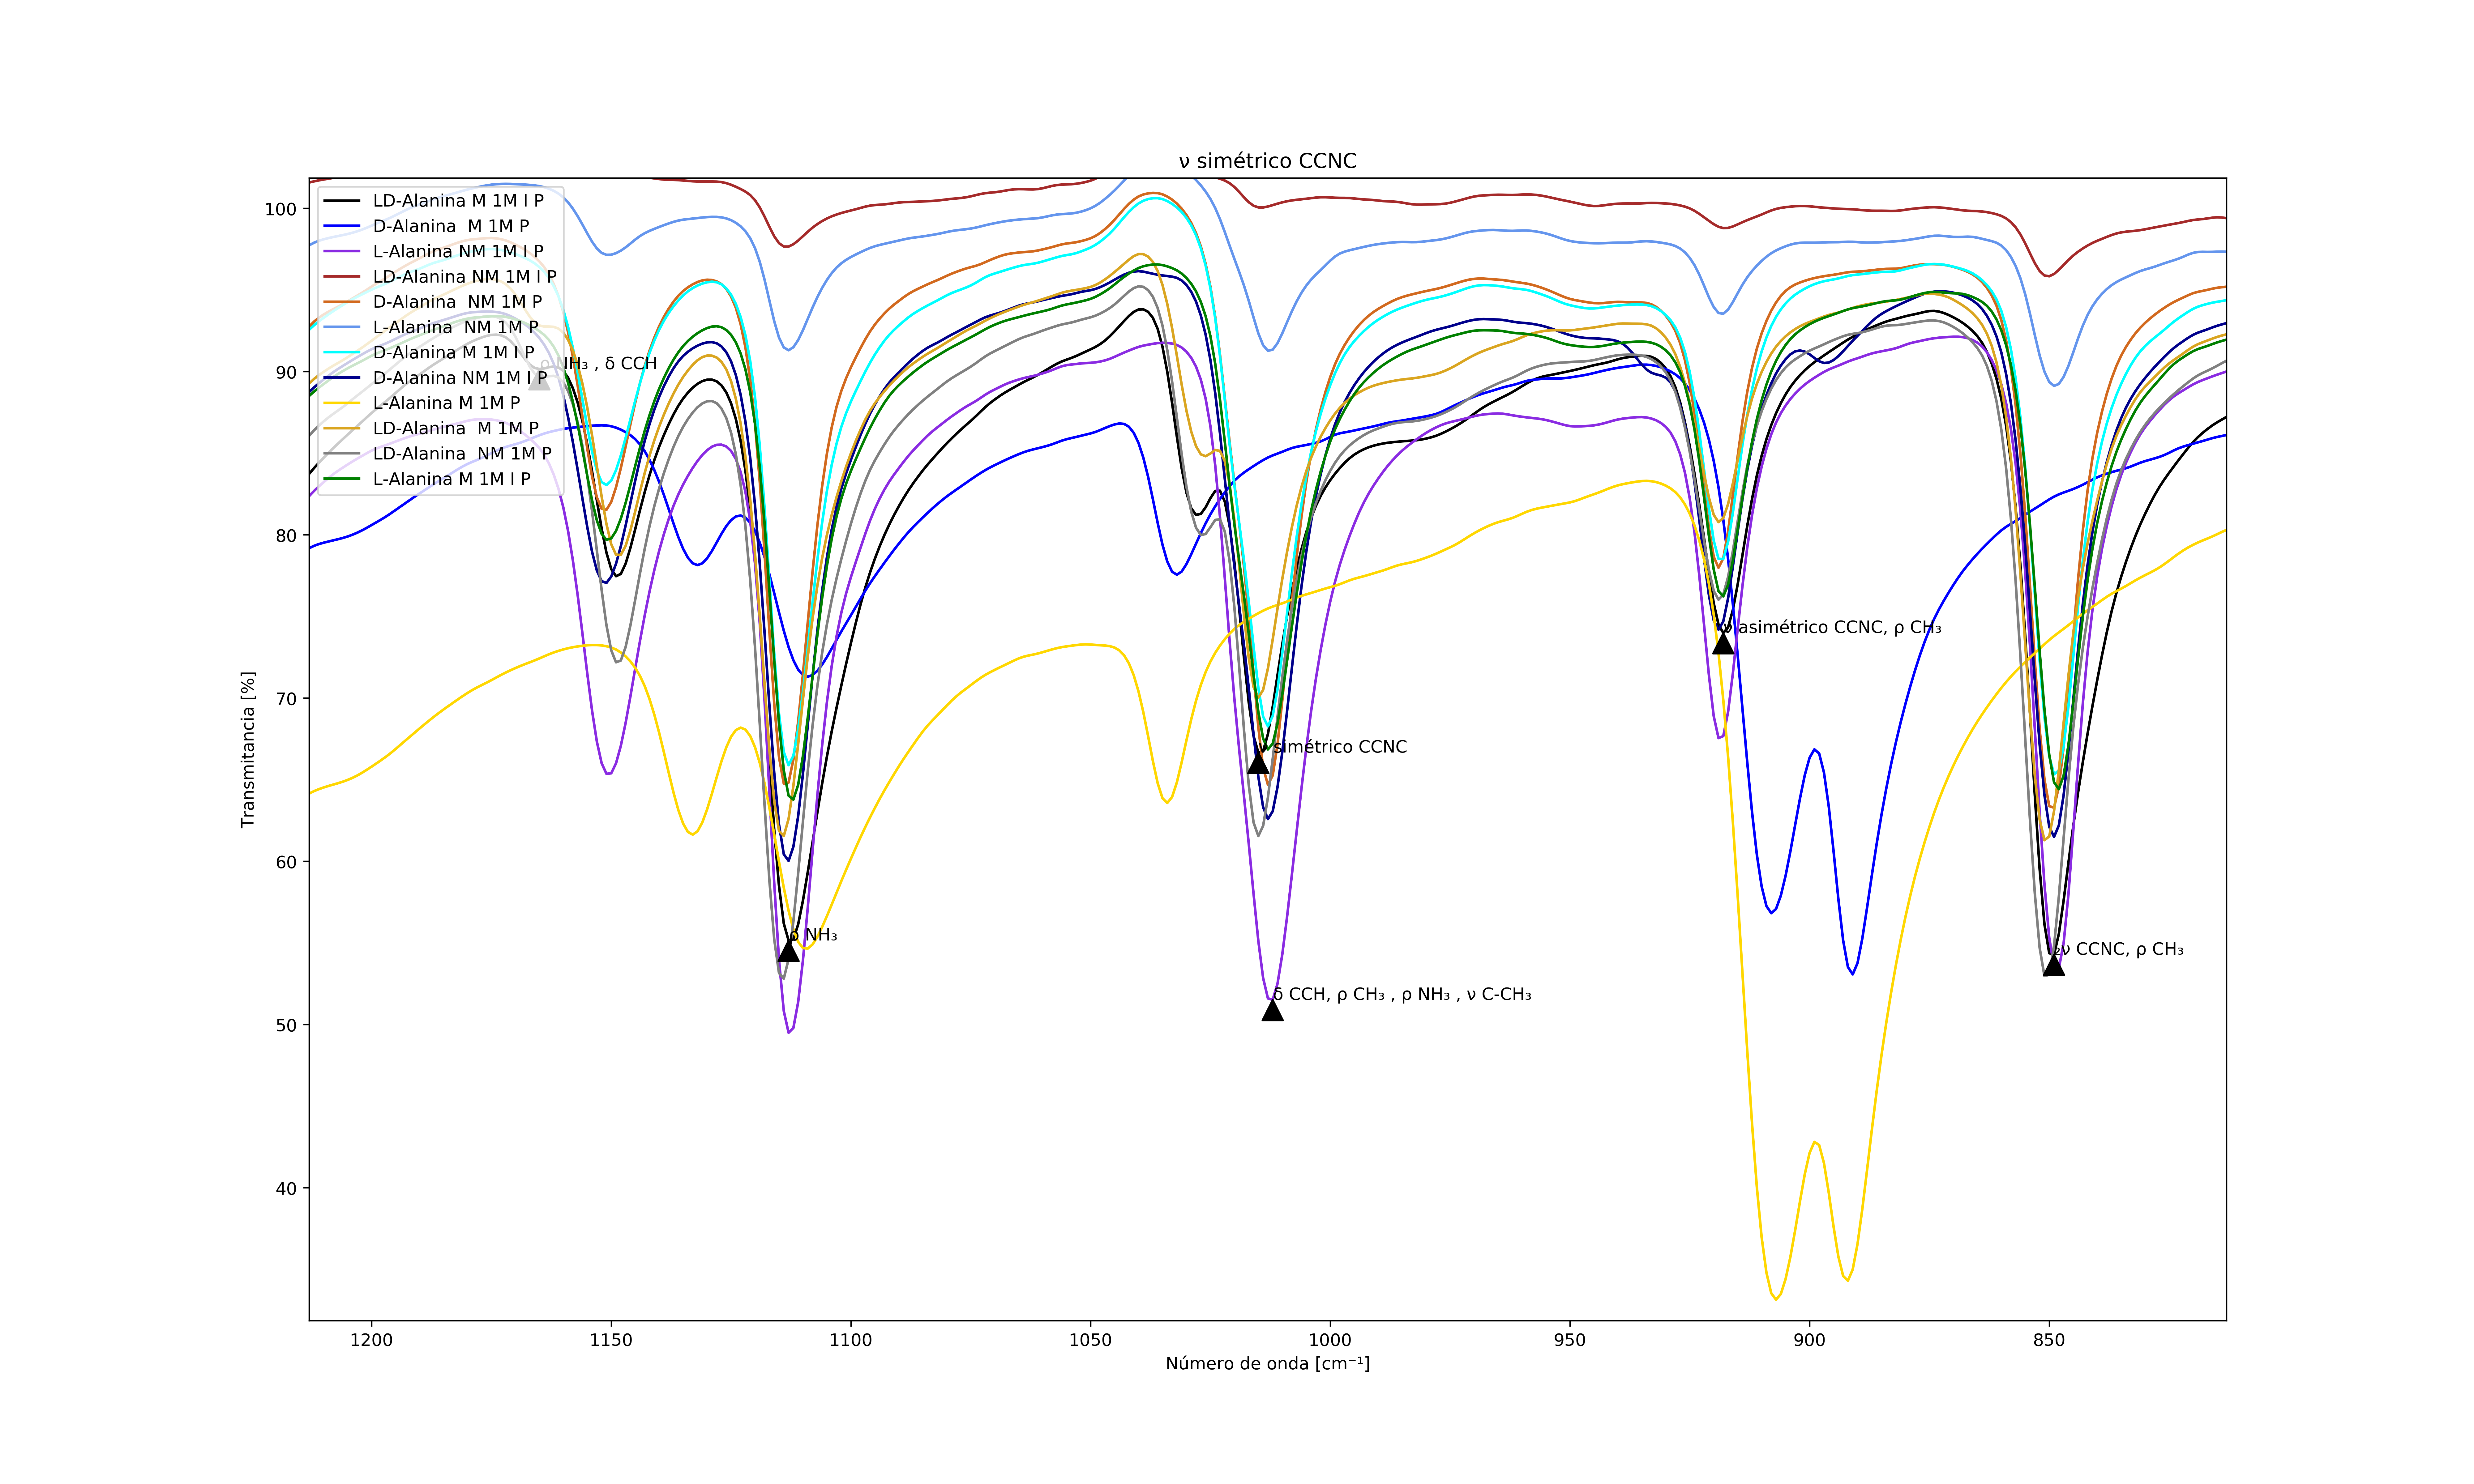 ν simétrico CCNC
100
90
80
70
60
50
40
Transmitancia [%]
LD-Alanina M 1M I P
D-Alanina  M 1M P
L-Alanina NM 1M I P
LD-Alanina NM 1M I P
D-Alanina  NM 1M P
L-Alanina  NM 1M P
D-Alanina M 1M I P
D-Alanina NM 1M I P
L-Alanina M 1M P
LD-Alanina  M 1M P
LD-Alanina  NM 1M P
L-Alanina M 1M I P
ρ NH₃ , δ CCH
ν asimétrico CCNC, ρ CH₃
simétrico CCNC
ρ NH₃
ν CCNC, ρ CH₃
δ CCH, ρ CH₃ , ρ NH₃ , ν C-CH₃
1200 1150 1100 1050 1000 950 900 850
Número de onda [cm⁻¹]